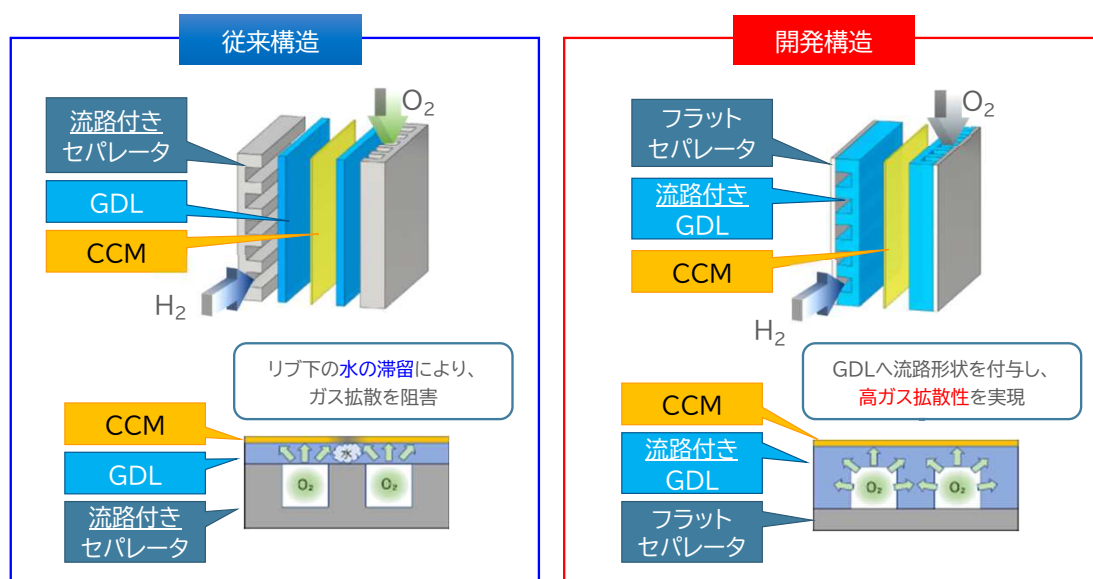 従来構造
流路付き
セパレータ
GDL
CCM
O₂
H₂
リブ下の水の滞留により、
ガス拡散を阻害
CCM
GDL
流路付き
セパレータ
水
O₂
O₂
開発構造
フラット
セパレータ
流路付き
GDL
CCM
O₂
H₂
GDLへ流路形状を付与し、
高ガス拡散性を実現
CCM
流路付き
GDL
フラット
セパレータ
O₂
O₂